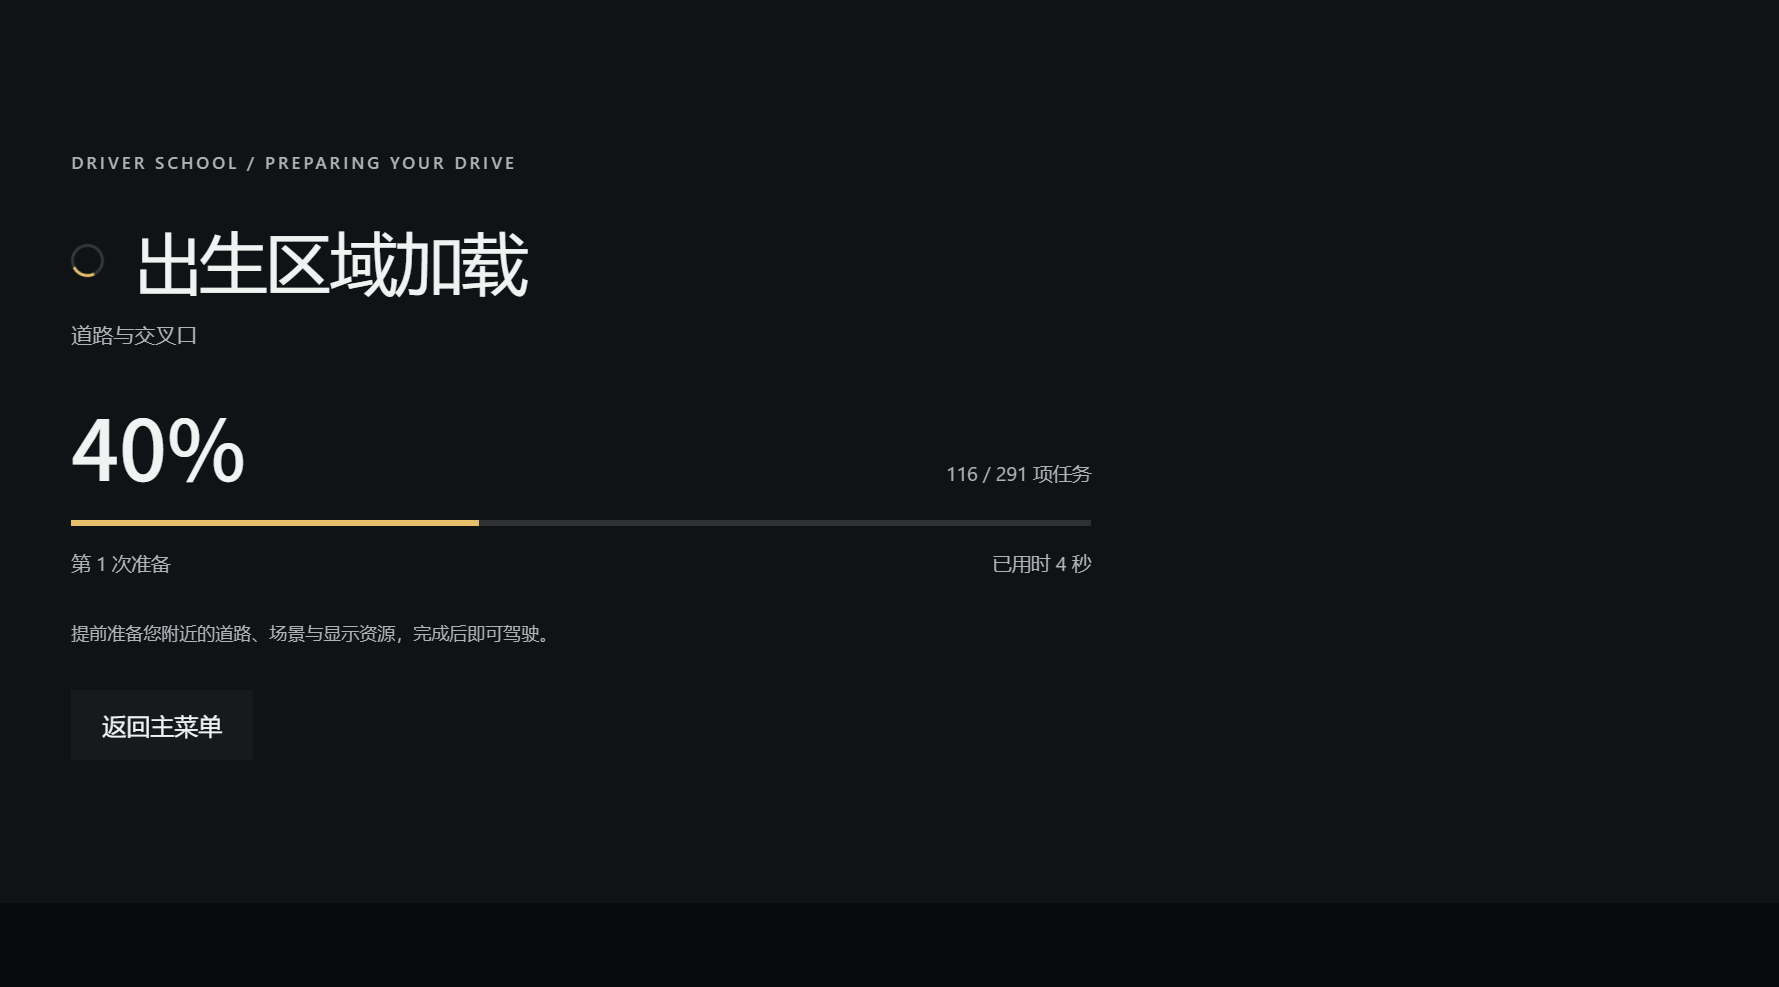 DRIVER SCHOOL / PREPARING YOUR DRIVE
出生区域加载
道路与交叉口
40%
116 / 291 项任务
第 1 次准备
已用时 4 秒
提前准备您附近的道路、场景与显示资源，完成后即可驾驶。
返回主菜单